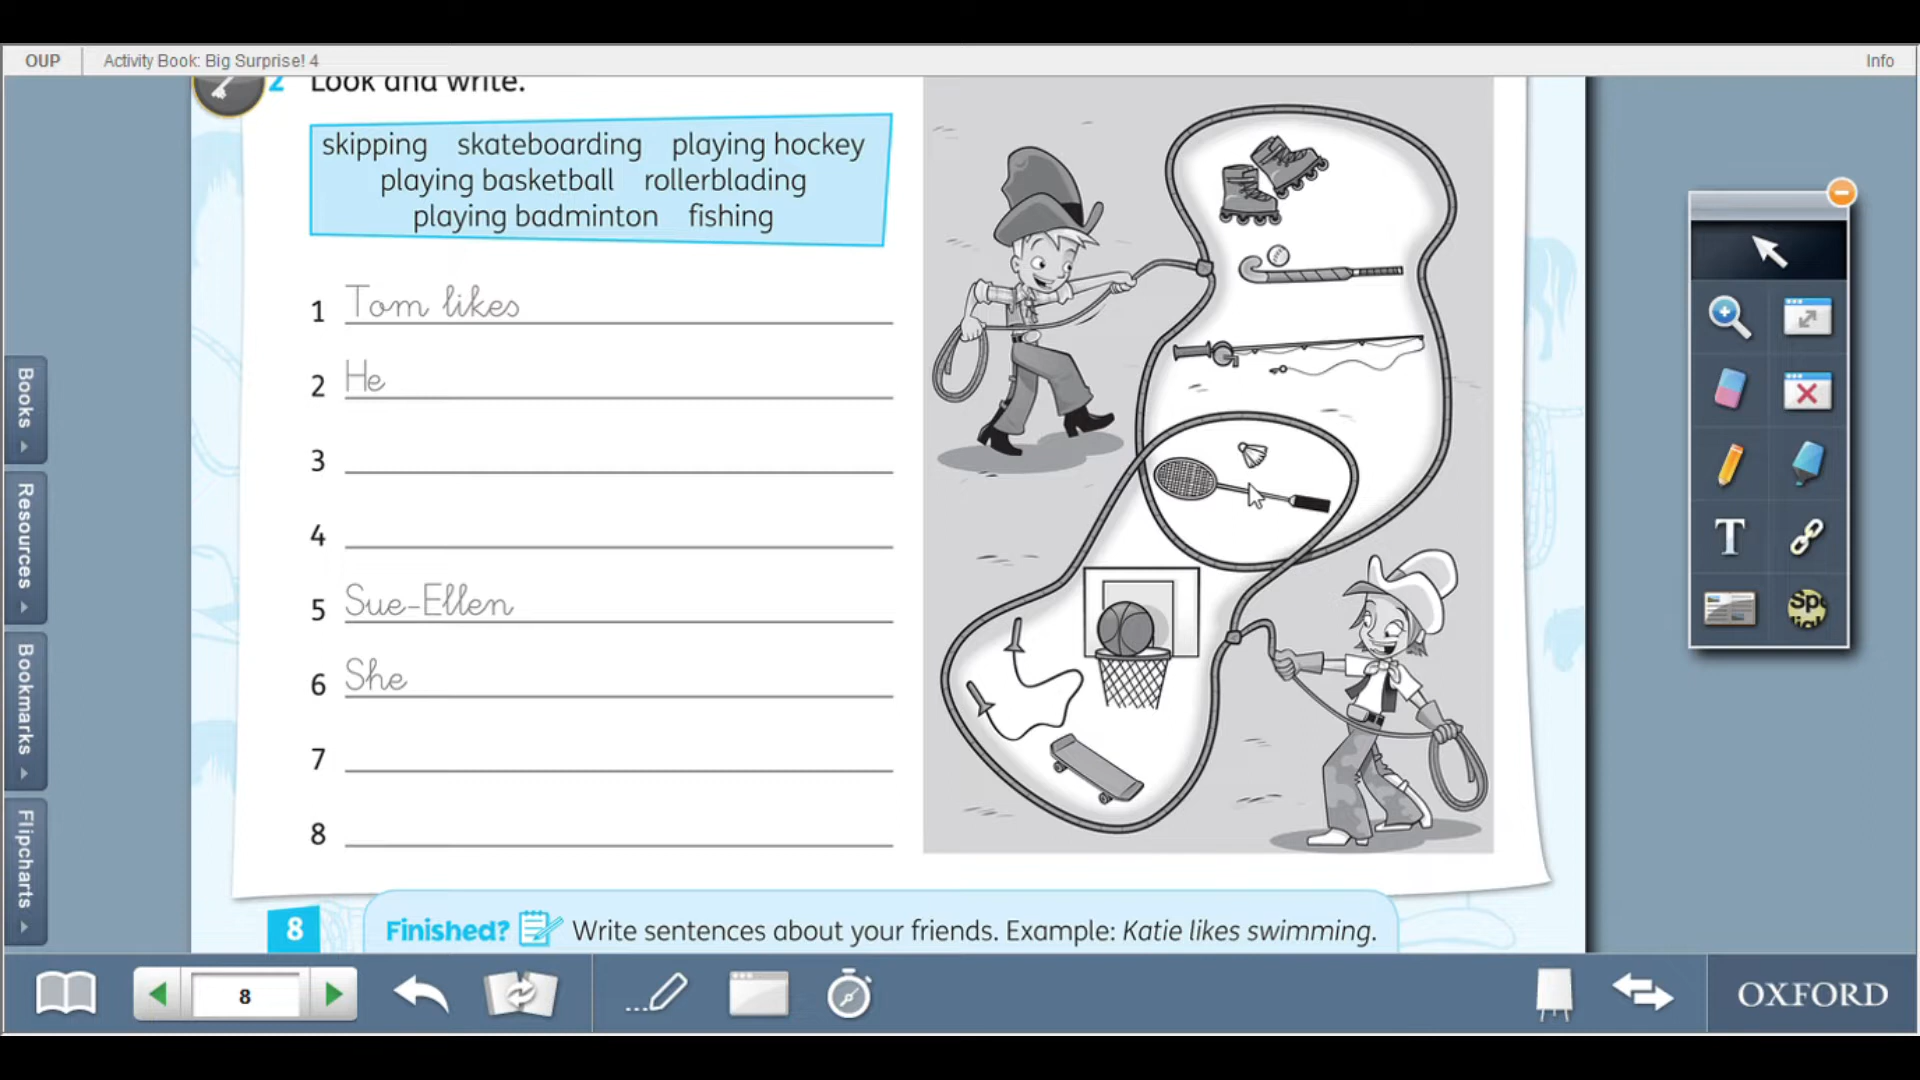 OUP Activity Book: Big Surprise! 4 Info
2 Look and write.
skipping skateboarding playing hockey
playing basketball rollerblading
playing badminton fishing
1 Tom likes
2 He
3
4
5 Sue-Ellen
6 She
7
8
8 Finished? Write sentences about your friends. Example: Katie likes swimming.
Books
Resources
Bookmarks
Flipcharts
T
8
OXFORD